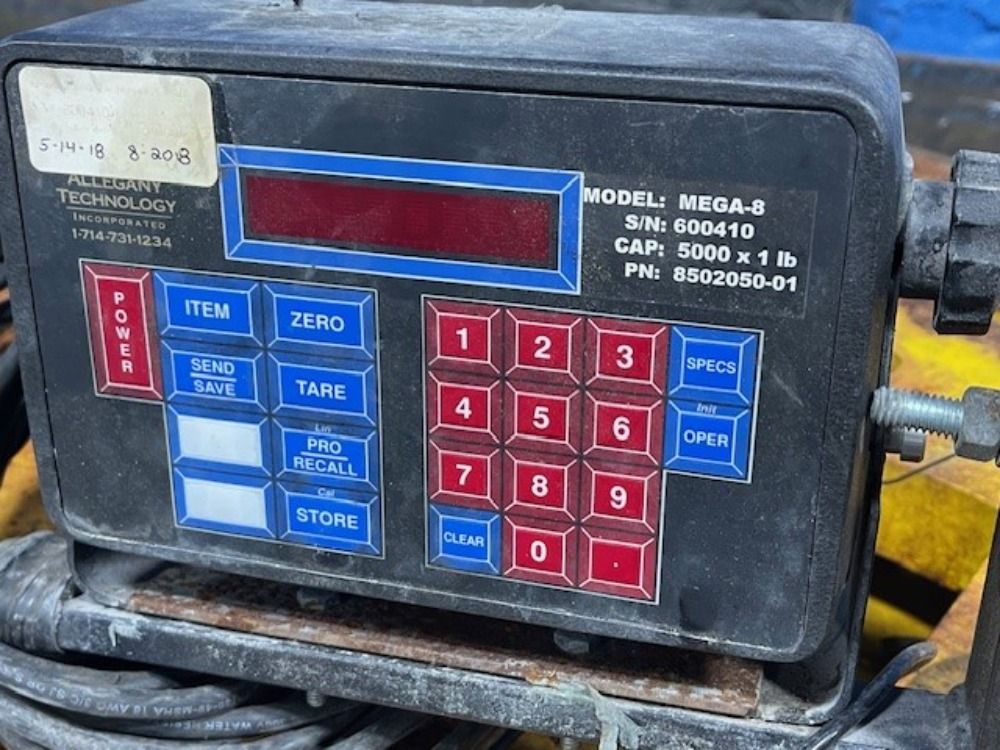 5-14-18 8-2018
ALLEGANY
TECHNOLOGY
INCORPORATED
1-714-731-1234
MODEL: MEGA-8
S/N: 600410
CAP: 5000 x 1 lb
PN: 8502050-01
POWER
ITEM
ZERO
SEND
SAVE
TARE
Lin
PRO
RECALL
Cal
STORE
1
2
3
SPECS
4
5
6
Init
OPER
7
8
9
CLEAR
0
.